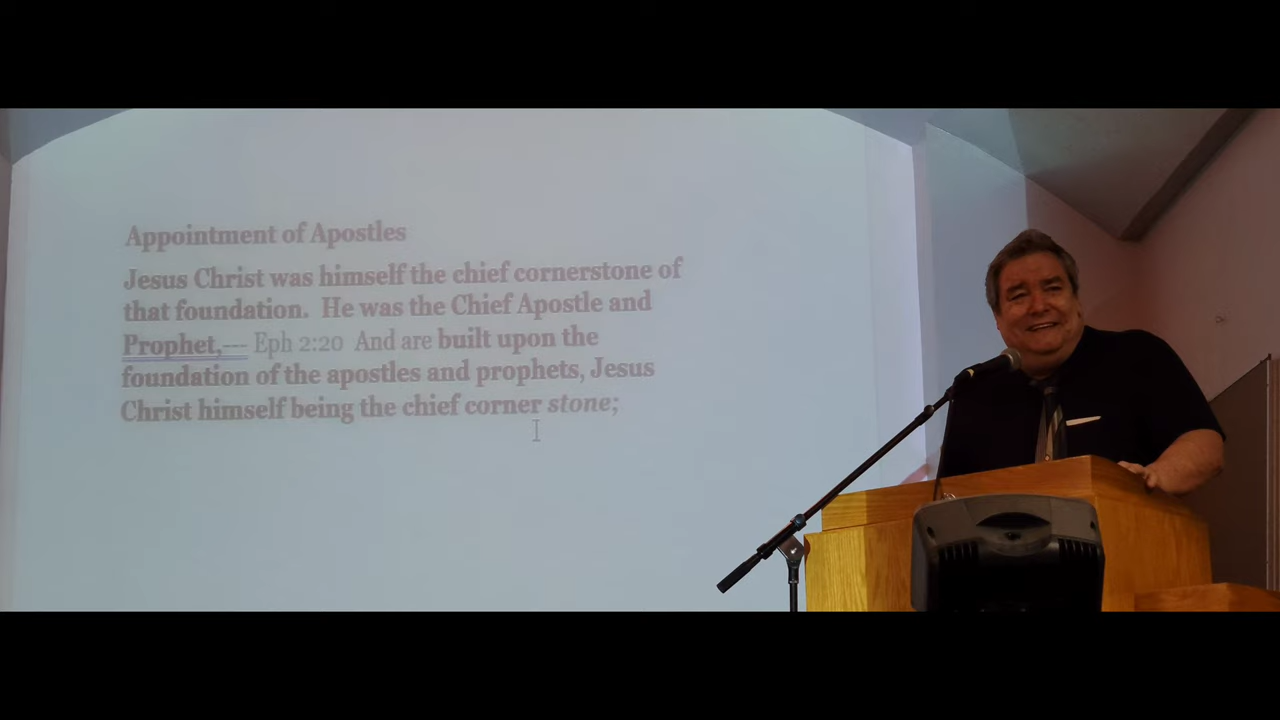 Appointment of Apostles
Jesus Christ was himself the chief cornerstone of
that foundation.  He was the Chief Apostle and
Prophet,--- Eph 2:20  And are built upon the
foundation of the apostles and prophets, Jesus
Christ himself being the chief corner stone;